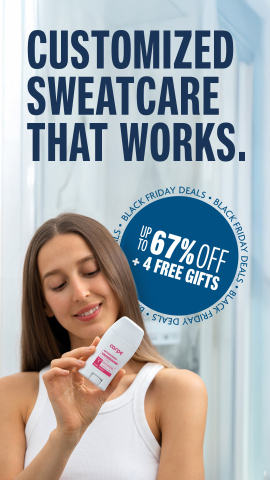 CUSTOMIZED
SWEATCARE
THAT WORKS.
• BLACK FRIDAY DEALS • BLACK FRIDAY DEALS • BLACK FRIDAY DEALS
UP TO 67% OFF
+ 4 FREE GIFTS
carpe